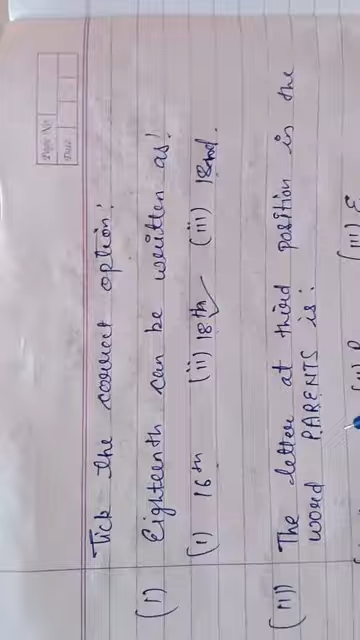 Page No.
Date
Tick the correct option:
(I) Eighteenth can be written as:
(i) 16th (ii) 18th ✓ (iii) 18nd.
(II) The letter at third position in the
word PARENTS is:
(iii) E